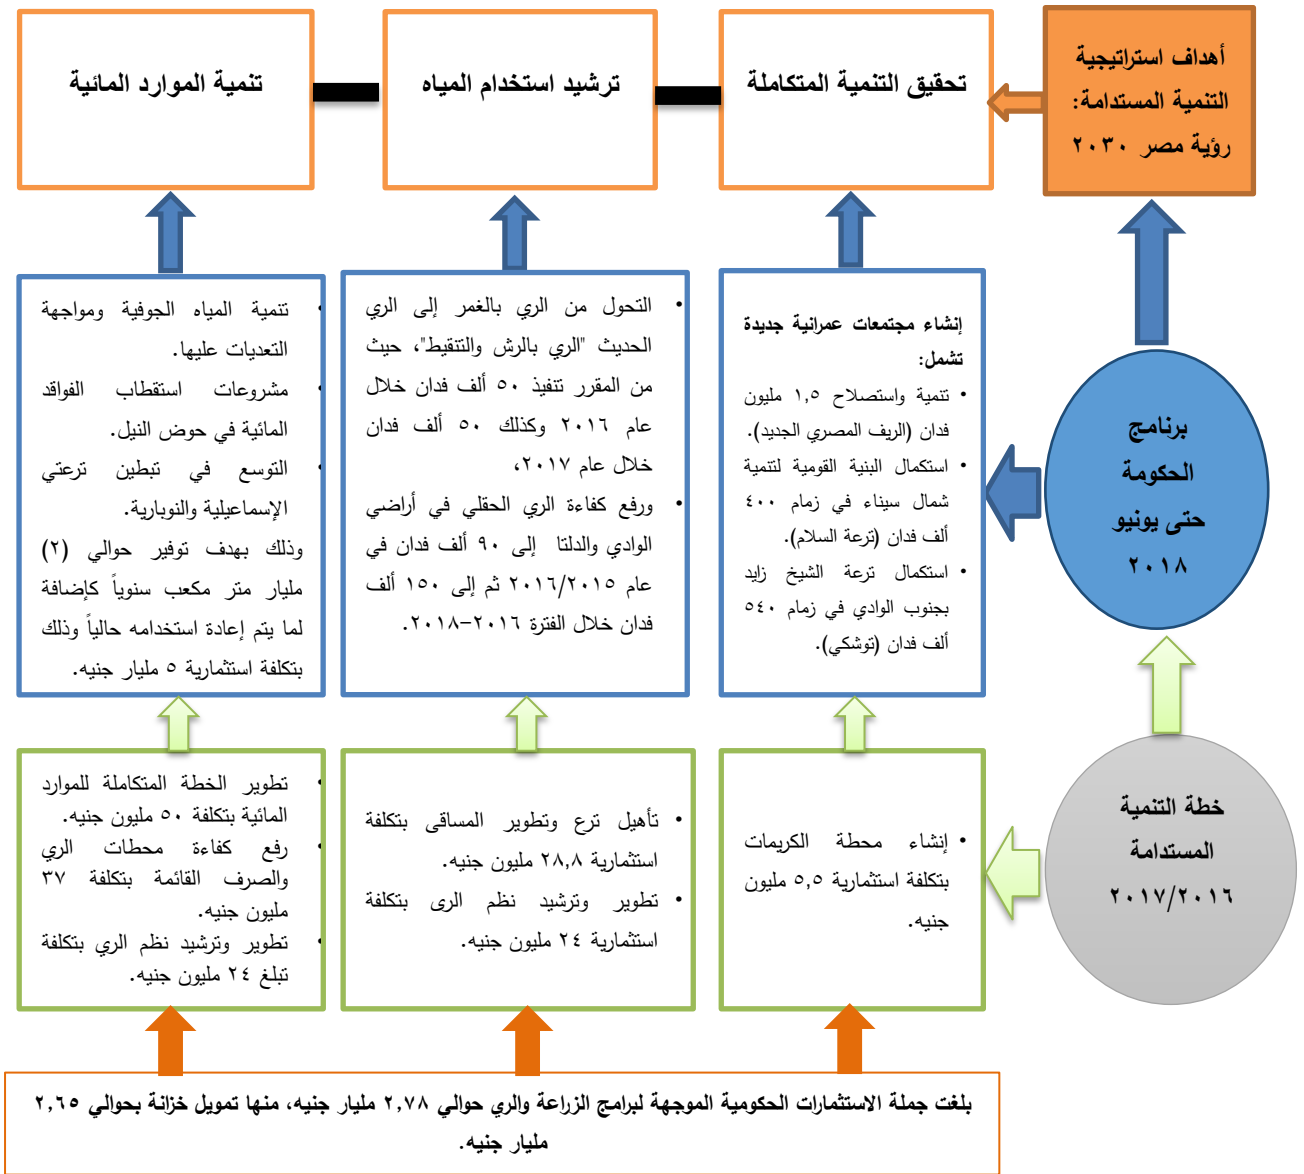 أهداف استراتيجية
التنمية المستدامة:
رؤية مصر ٢٠٣٠
تحقيق التنمية المتكاملة
ترشيد استخدام المياه
تنمية الموارد المائية
برنامج
الحكومة
حتى يونيو
٢٠١٨
إنشاء مجتمعات عمرانية جديدة
تشمل:
• تنمية واستصلاح ١,٥ مليون
فدان (الريف المصري الجديد).
• استكمال البنية القومية لتنمية
شمال سيناء في زمام ٤٠٠
ألف فدان (ترعة السلام).
• استكمال ترعة الشيخ زايد
بجنوب الوادي في زمام ٥٤٠
ألف فدان (توشكي).
• التحول من الري بالغمر إلى الري
الحديث "الري بالرش والتنقيط"، حيث
من المقرر تنفيذ ٥٠ ألف فدان خلال
عام ٢٠١٦ وكذلك ٥٠ ألف فدان
خلال عام ٢٠١٧،
• ورفع كفاءة الري الحقلي في أراضي
الوادي والدلتا إلى ٩٠ ألف فدان في
عام ٢٠١٦/٢٠١٥ ثم إلى ١٥٠ ألف
فدان خلال الفترة ٢٠١٦-٢٠١٨.
• تنمية المياه الجوفية ومواجهة
التعديات عليها.
• مشروعات استقطاب الفواقد
المائية في حوض النيل.
• التوسع في تبطين ترعتي
الإسماعيلية والنوبارية.
وذلك بهدف توفير حوالي (٢)
مليار متر مكعب سنوياً كإضافة
لما يتم إعادة استخدامه حالياً وذلك
بتكلفة استثمارية ٥ مليار جنيه.
خطة التنمية
المستدامة
٢٠١٧/٢٠١٦
• إنشاء محطة الكريمات
بتكلفة استثمارية ٥,٥ مليون
جنيه.
• تأهيل ترع وتطوير المساقى بتكلفة
استثمارية ٢٨,٨ مليون جنيه.
• تطوير وترشيد نظم الرى بتكلفة
استثمارية ٢٤ مليون جنيه.
• تطوير الخطة المتكاملة للموارد
المائية بتكلفة ٥٠ مليون جنيه.
• رفع كفاءة محطات الري
والصرف القائمة بتكلفة ٣٧
مليون جنيه.
• تطوير وترشيد نظم الري بتكلفة
تبلغ ٢٤ مليون جنيه.
بلغت جملة الاستثمارات الحكومية الموجهة لبرامج الزراعة والري حوالي ٢,٧٨ مليار جنيه، منها تمويل خزانة بحوالي ٢,٦٥
مليار جنيه.